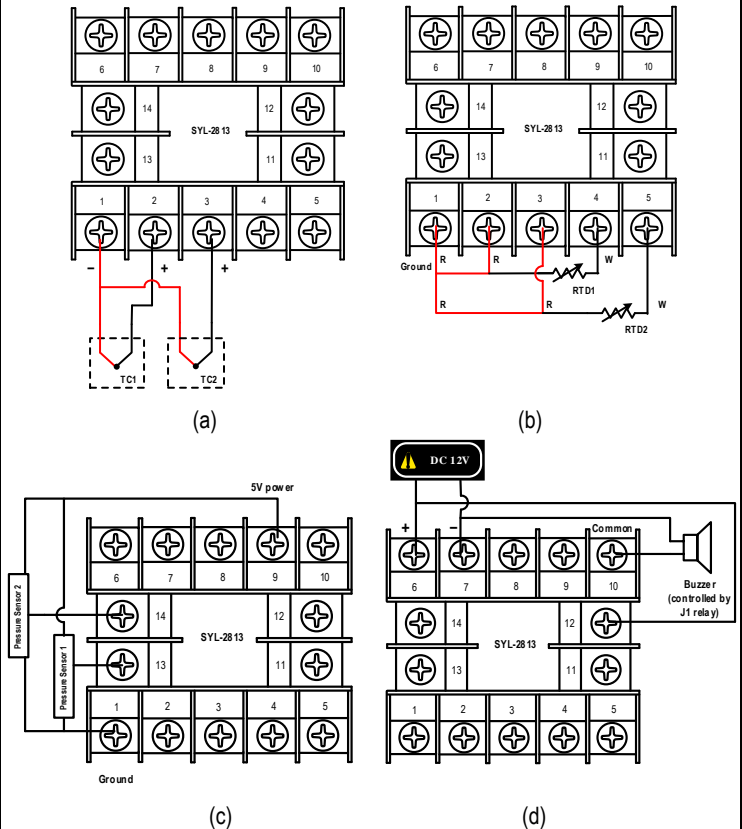 6 7 8 9 10
14 12
SYL-2813
13 11
1 2 3 4 5
− + +
TC1 TC2
(a)
6 7 8 9 10
14 12
SYL-2813
13 11
1 2 3 4 5
R R W
Ground
RTD1
R R W
RTD2
(b)
5V power
6 7 8 9 10
Pressure Sensor 2
14 12
SYL-2813
Pressure Sensor 1
13 11
1 2 3 4 5
Ground
(c)
DC 12V
+ − Common
6 7 8 9 10
Buzzer
(controlled by
J1 relay)
14 12
SYL-2813
13 11
1 2 3 4 5
(d)